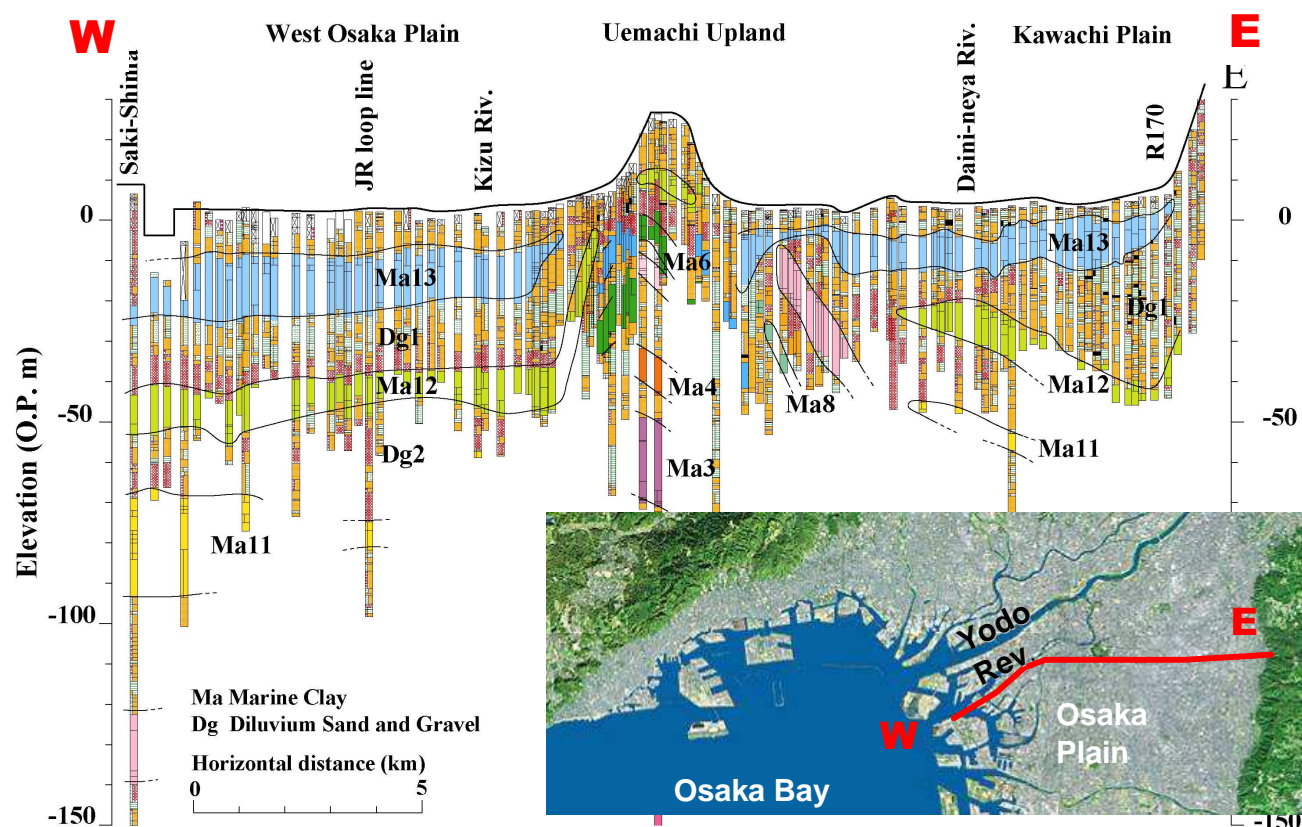 W
West Osaka Plain
Uemachi Upland
Kawachi Plain
E
E
Saki-Shima
JR loop line
Kizu Riv.
Daini-neya Riv.
R170
0
0
Ma13
Ma13
Ma6
Dg1
Dg1
Ma12
Ma4
Ma12
Ma8
-50
-50
Dg2
Ma3
Ma11
Ma11
Elevation (O.P. m)
-100
Ma Marine Clay
Dg Diluvium Sand and Gravel
Horizontal distance (km)
0
5
-150
-150
Yodo
Rev.
E
W
Osaka
Plain
Osaka Bay